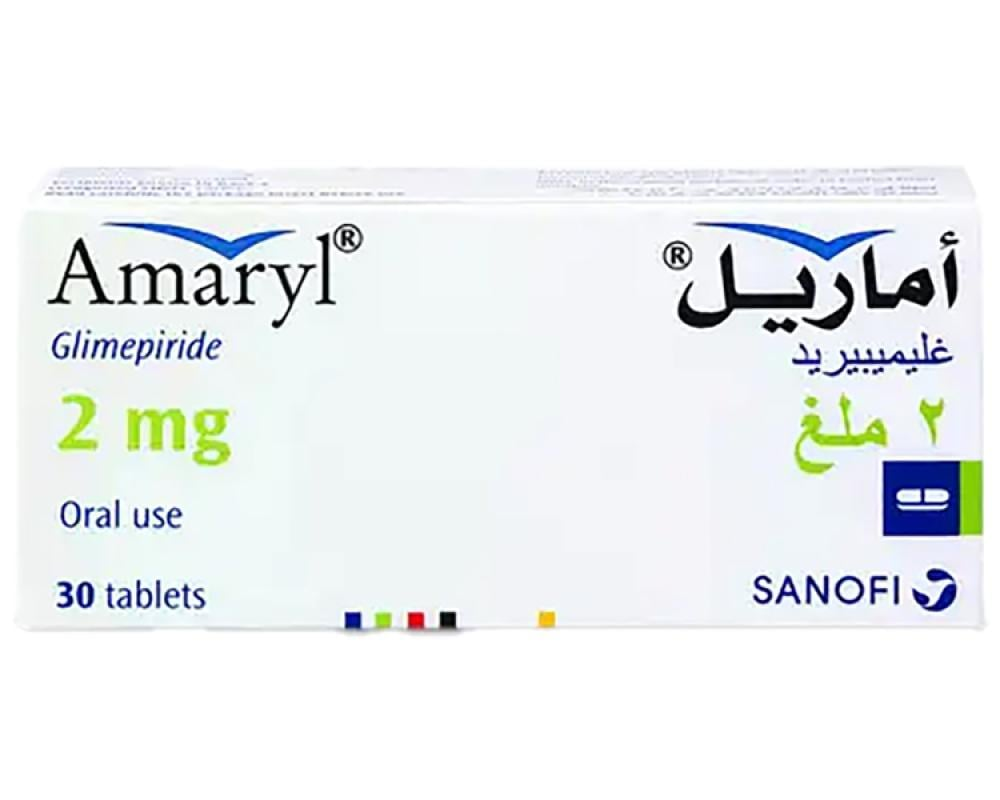 Amaryl®
Glimepiride
2 mg
Oral use
30 tablets
أماريل®
غليميبيريد
٢ ملغ
SANOFI